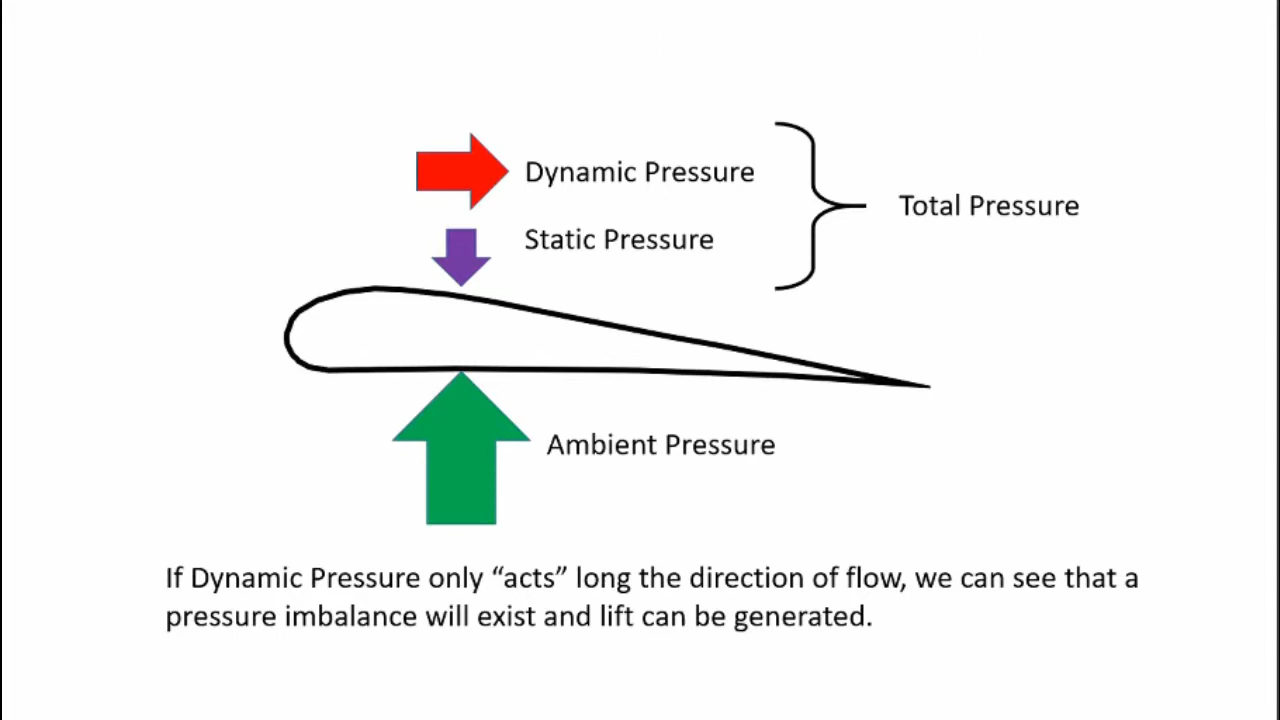 Dynamic Pressure
Total Pressure
Static Pressure
Ambient Pressure
If Dynamic Pressure only “acts” long the direction of flow, we can see that a
pressure imbalance will exist and lift can be generated.